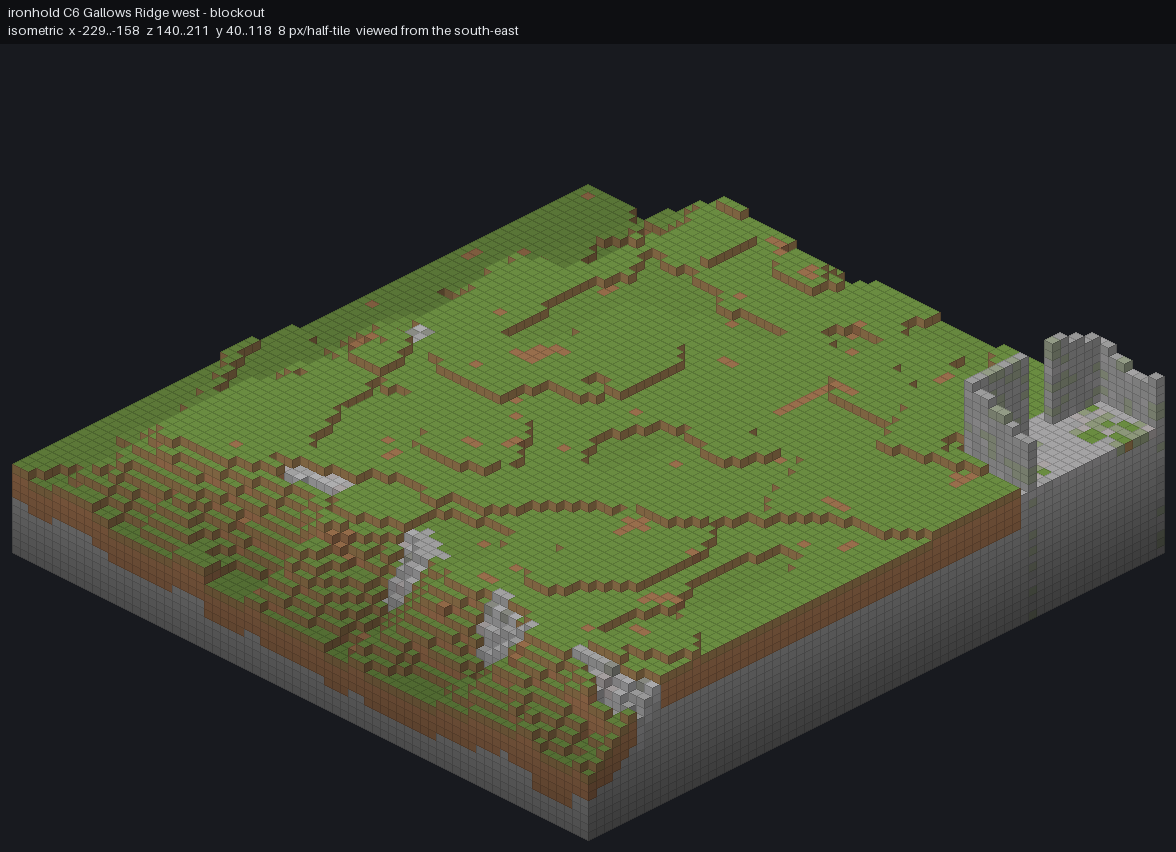 ironhold C6 Gallows Ridge west - blockout
isometric x -229..-158 z 140..211 y 40..118 8 px/half-tile viewed from the south-east